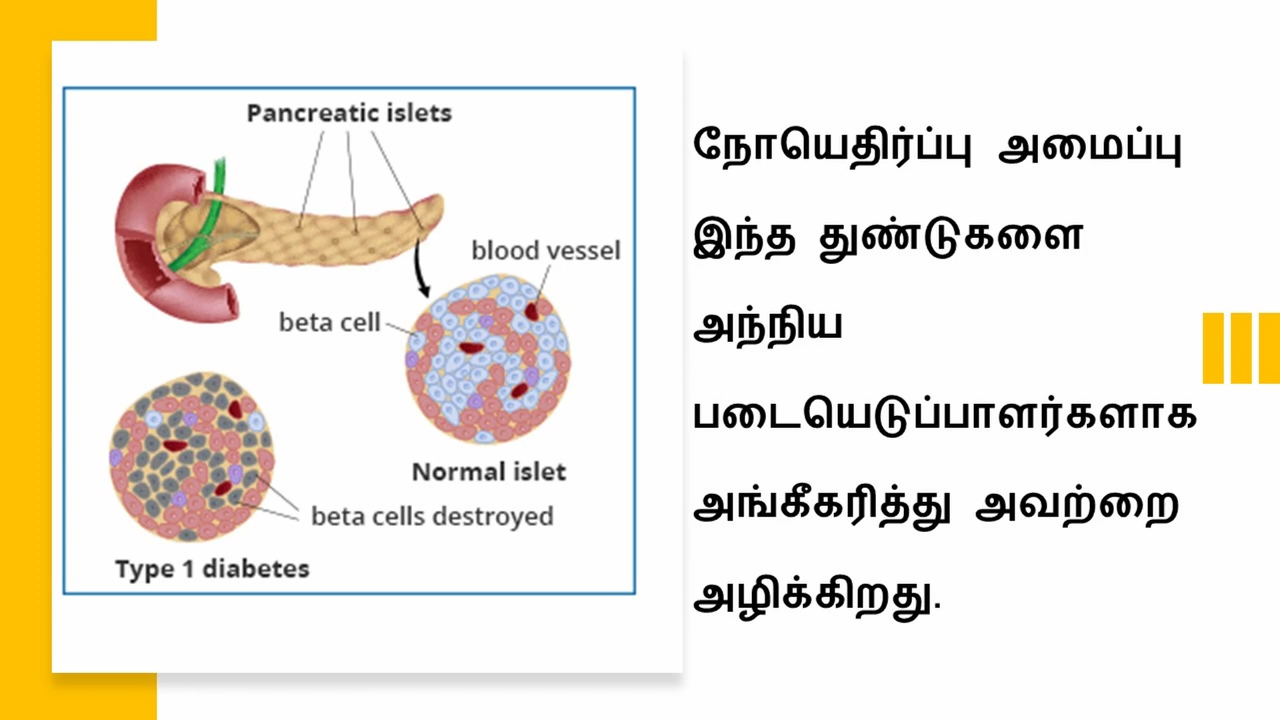 Pancreatic islets
blood vessel
beta cell
Normal islet
beta cells destroyed
Type 1 diabetes
நோயெதிர்ப்பு அமைப்பு
இந்த துண்டுகளை
அந்நிய
படையெடுப்பாளர்களாக
அங்கீகரித்து அவற்றை
அழிக்கிறது.